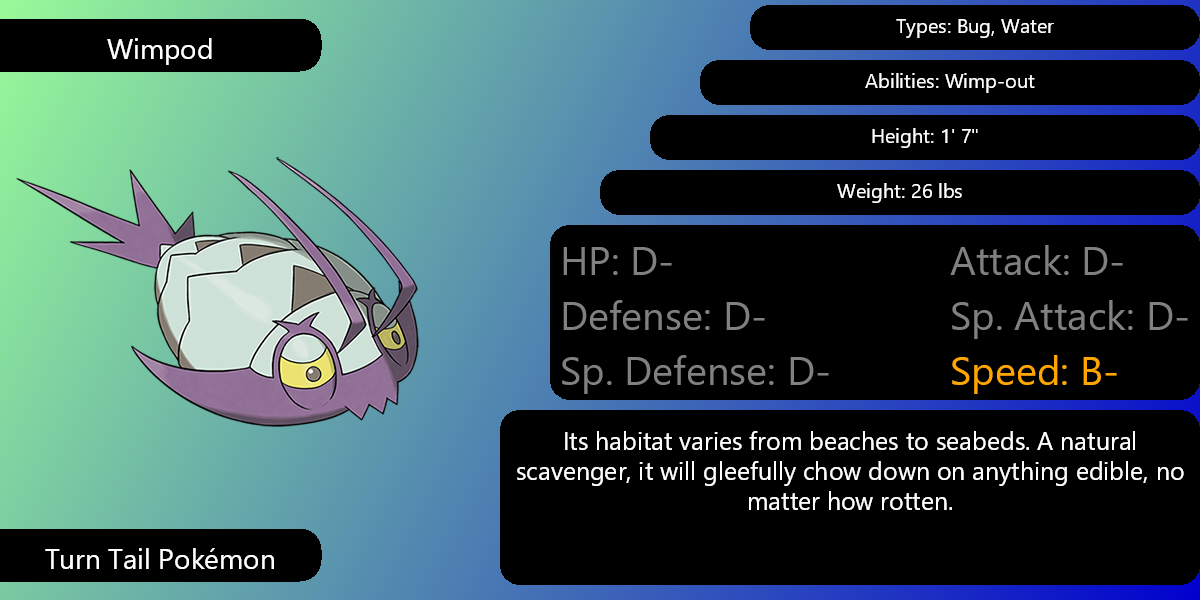 Wimpod
Types: Bug, Water
Abilities: Wimp-out
Height: 1' 7"
Weight: 26 lbs
HP: D-
Attack: D-
Defense: D-
Sp. Attack: D-
Sp. Defense: D-
Speed: B-
Its habitat varies from beaches to seabeds. A natural
scavenger, it will gleefully chow down on anything edible, no
matter how rotten.
Turn Tail Pokémon